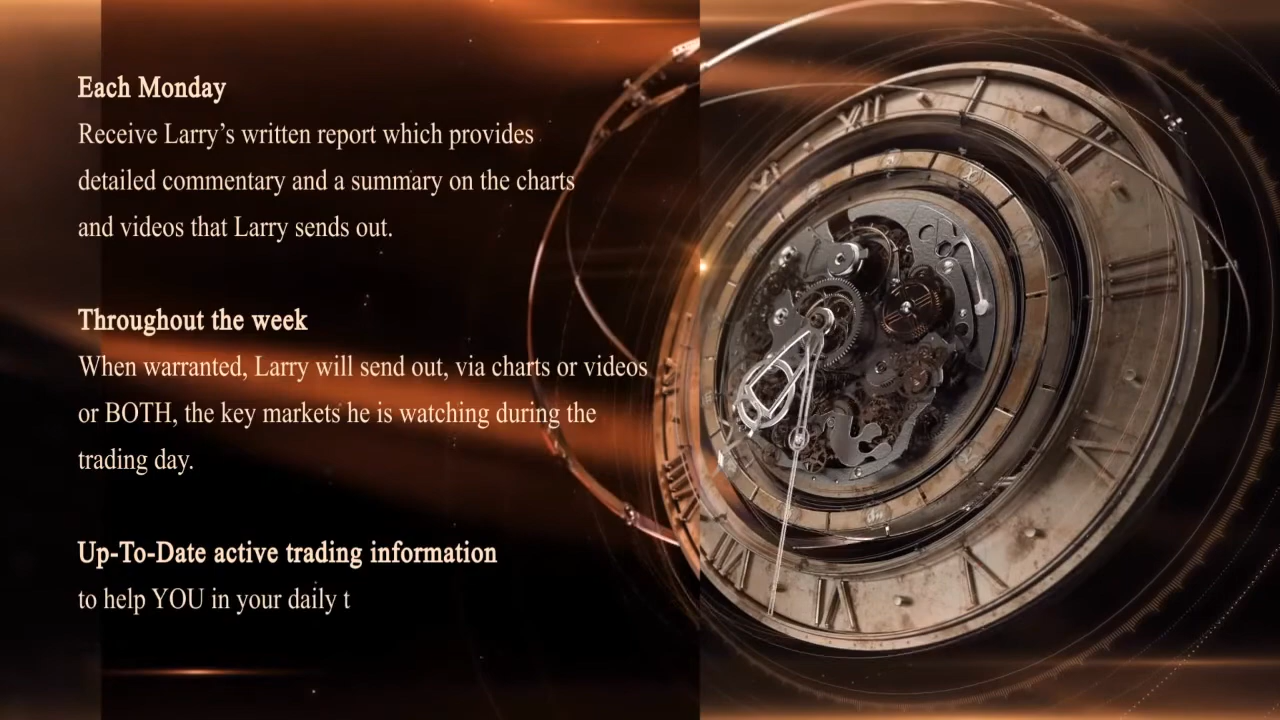 Each Monday
Receive Larry’s written report which provides
detailed commentary and a summary on the charts
and videos that Larry sends out.
Throughout the week
When warranted, Larry will send out, via charts or videos
or BOTH, the key markets he is watching during the
trading day.
Up-To-Date active trading information
to help YOU in your daily t